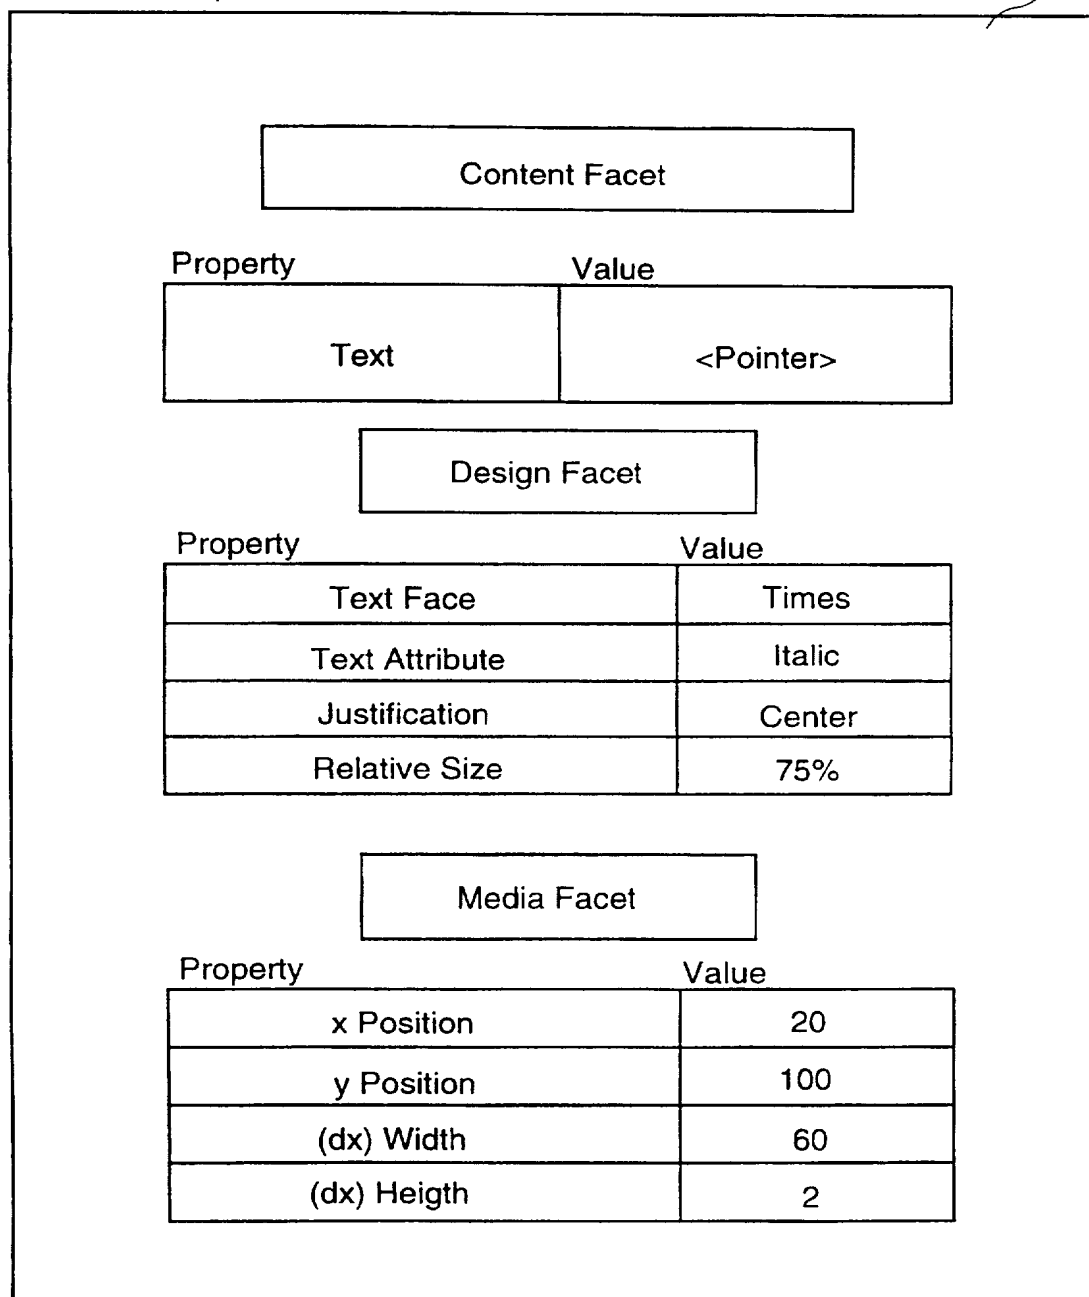 Content Facet
Property Value
Text <Pointer>
Design Facet
Property Value
Text Face Times
Text Attribute Italic
Justification Center
Relative Size 75%
Media Facet
Property Value
x Position 20
y Position 100
(dx) Width 60
(dx) Heigth 2